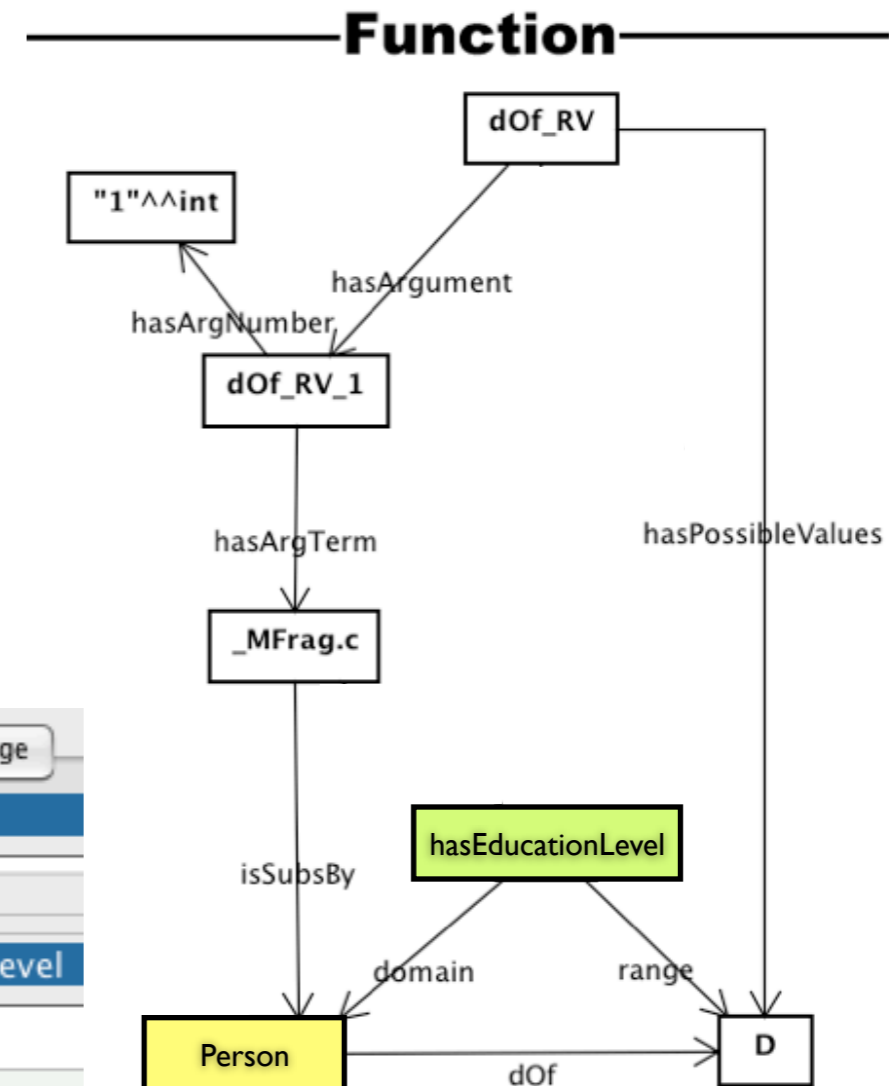 Function
dOf_RV
"1"^^int
hasArgument
hasArgNumber
dOf_RV_1
hasArgTerm
hasPossibleValues
_MFrag.c
ge
hasEducationLevel
isSubsBy
evel
domain
range
Person
D
dOf